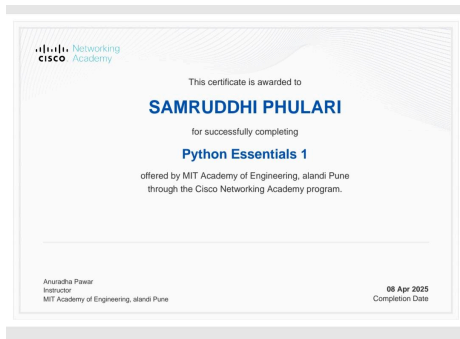 Networking
CISCO Academy
This certificate is awarded to
SAMRUDDHI PHULARI
for successfully completing
Python Essentials 1
offered by MIT Academy of Engineering, alandi Pune
through the Cisco Networking Academy program.
Anuradha Pawar
Instructor
MIT Academy of Engineering, alandi Pune
08 Apr 2025
Completion Date